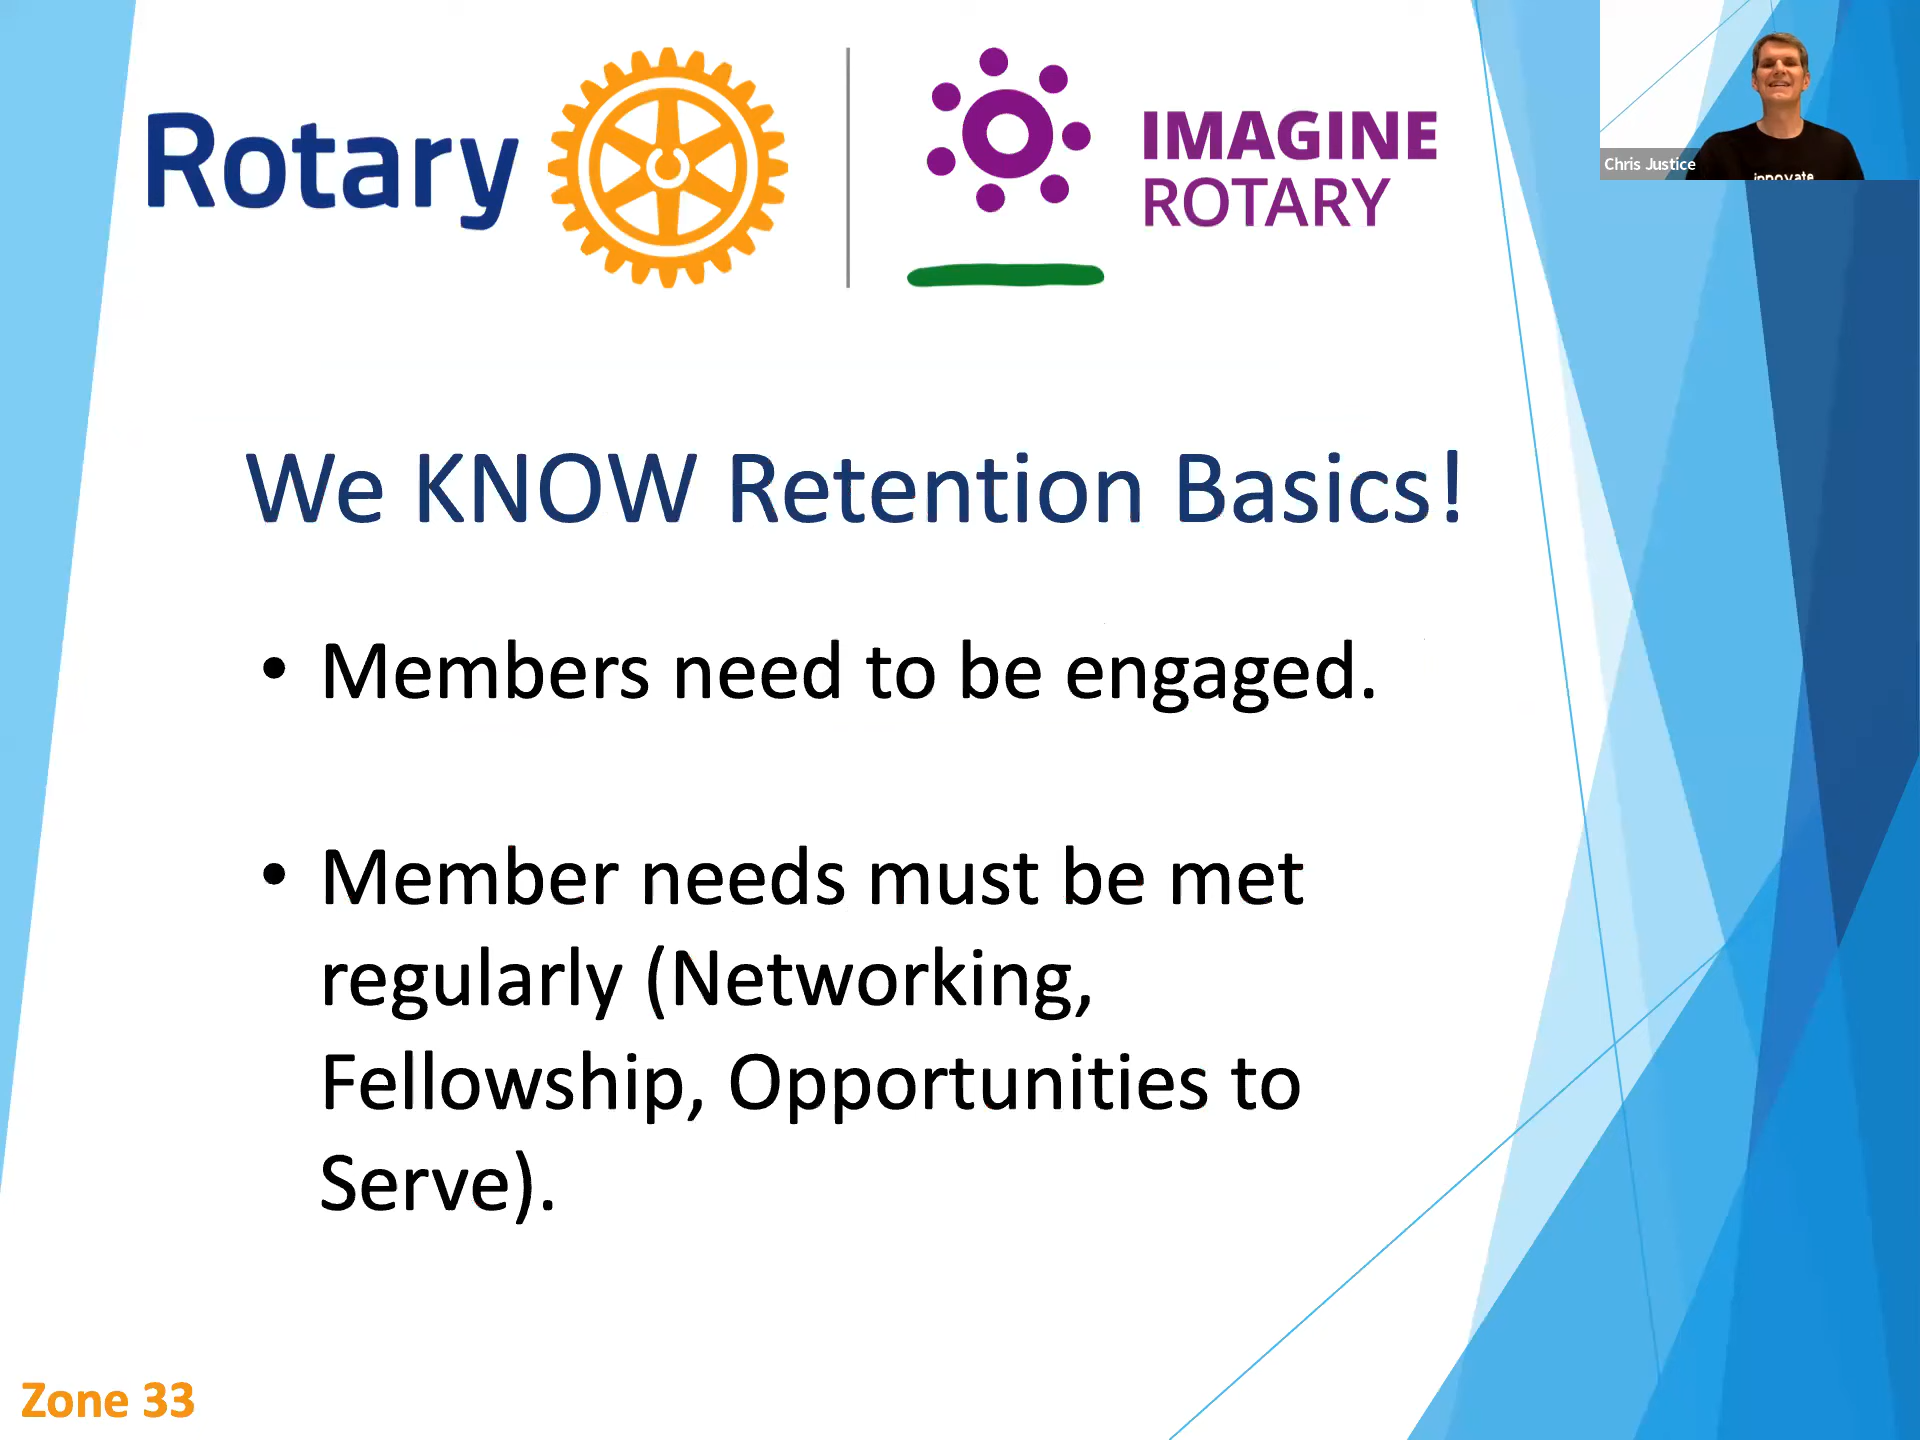 Rotary
IMAGINE
ROTARY
Chris Justice
innovate
We KNOW Retention Basics!
• Members need to be engaged.
• Member needs must be met
regularly (Networking,
Fellowship, Opportunities to
Serve).
Zone 33